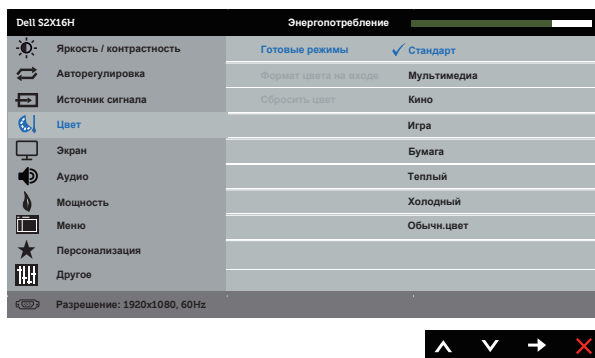 Dell S2X16H Энергопотребление
Яркость / контрастность Готовые режимы Стандарт
Авторегулировка Формат цвета на входе Мультимедиа
Источник сигнала Сбросить цвет Кино
Цвет Игра
Экран Бумага
Аудио Теплый
Мощность Холодный
Меню Обычн.цвет
Персонализация
Другое
Разрешение: 1920x1080, 60Hz